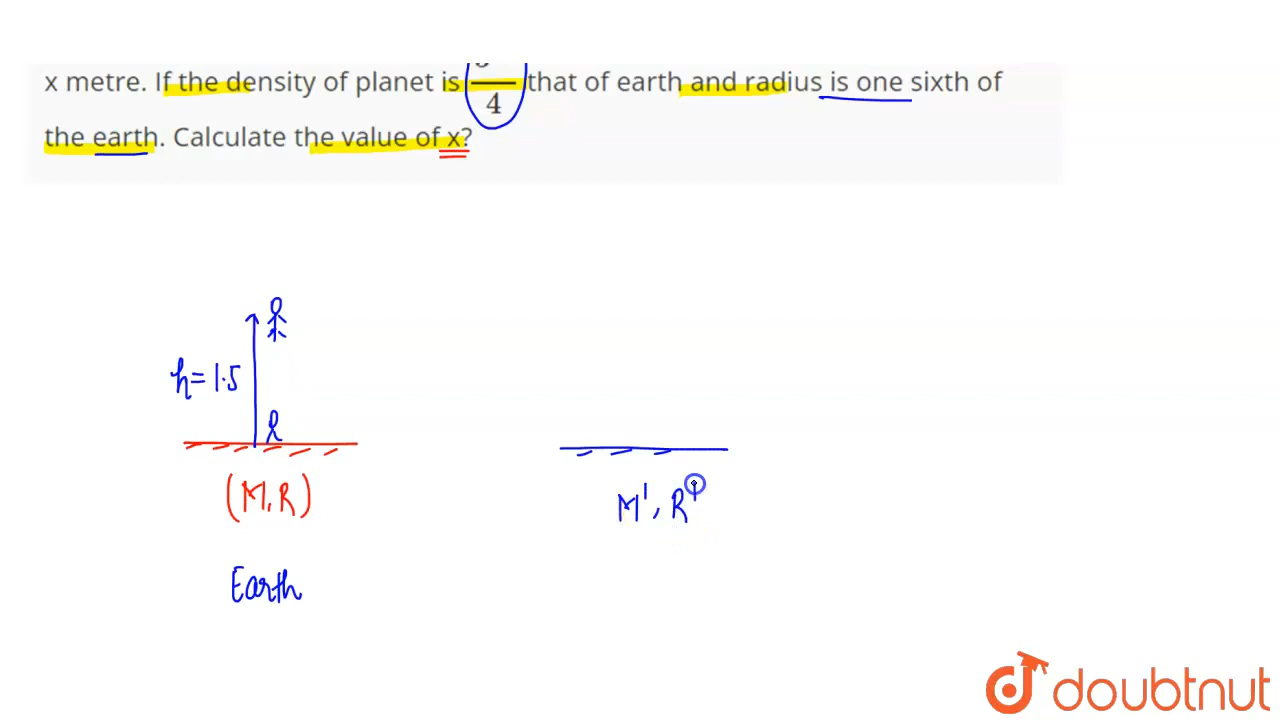 x metre. If the density of planet is
4
that of earth and radius is one sixth of
the earth. Calculate the value of x?
h=1.5
R
(M,R)
M', R'
Earth
doubtnut